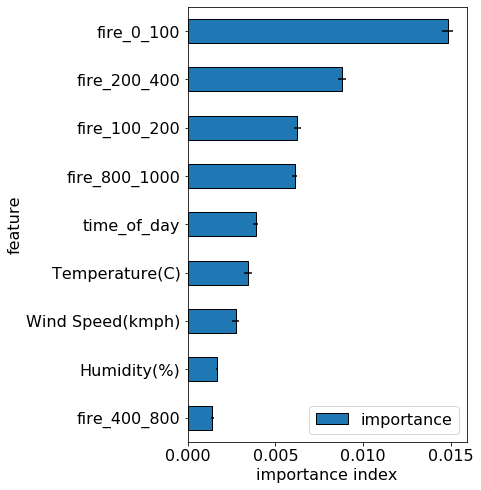 fire_0_100
fire_200_400
fire_100_200
fire_800_1000
time_of_day
Temperature(C)
Wind Speed(kmph)
Humidity(%)
fire_400_800
feature
importance
0.000 0.005 0.010 0.015
importance index